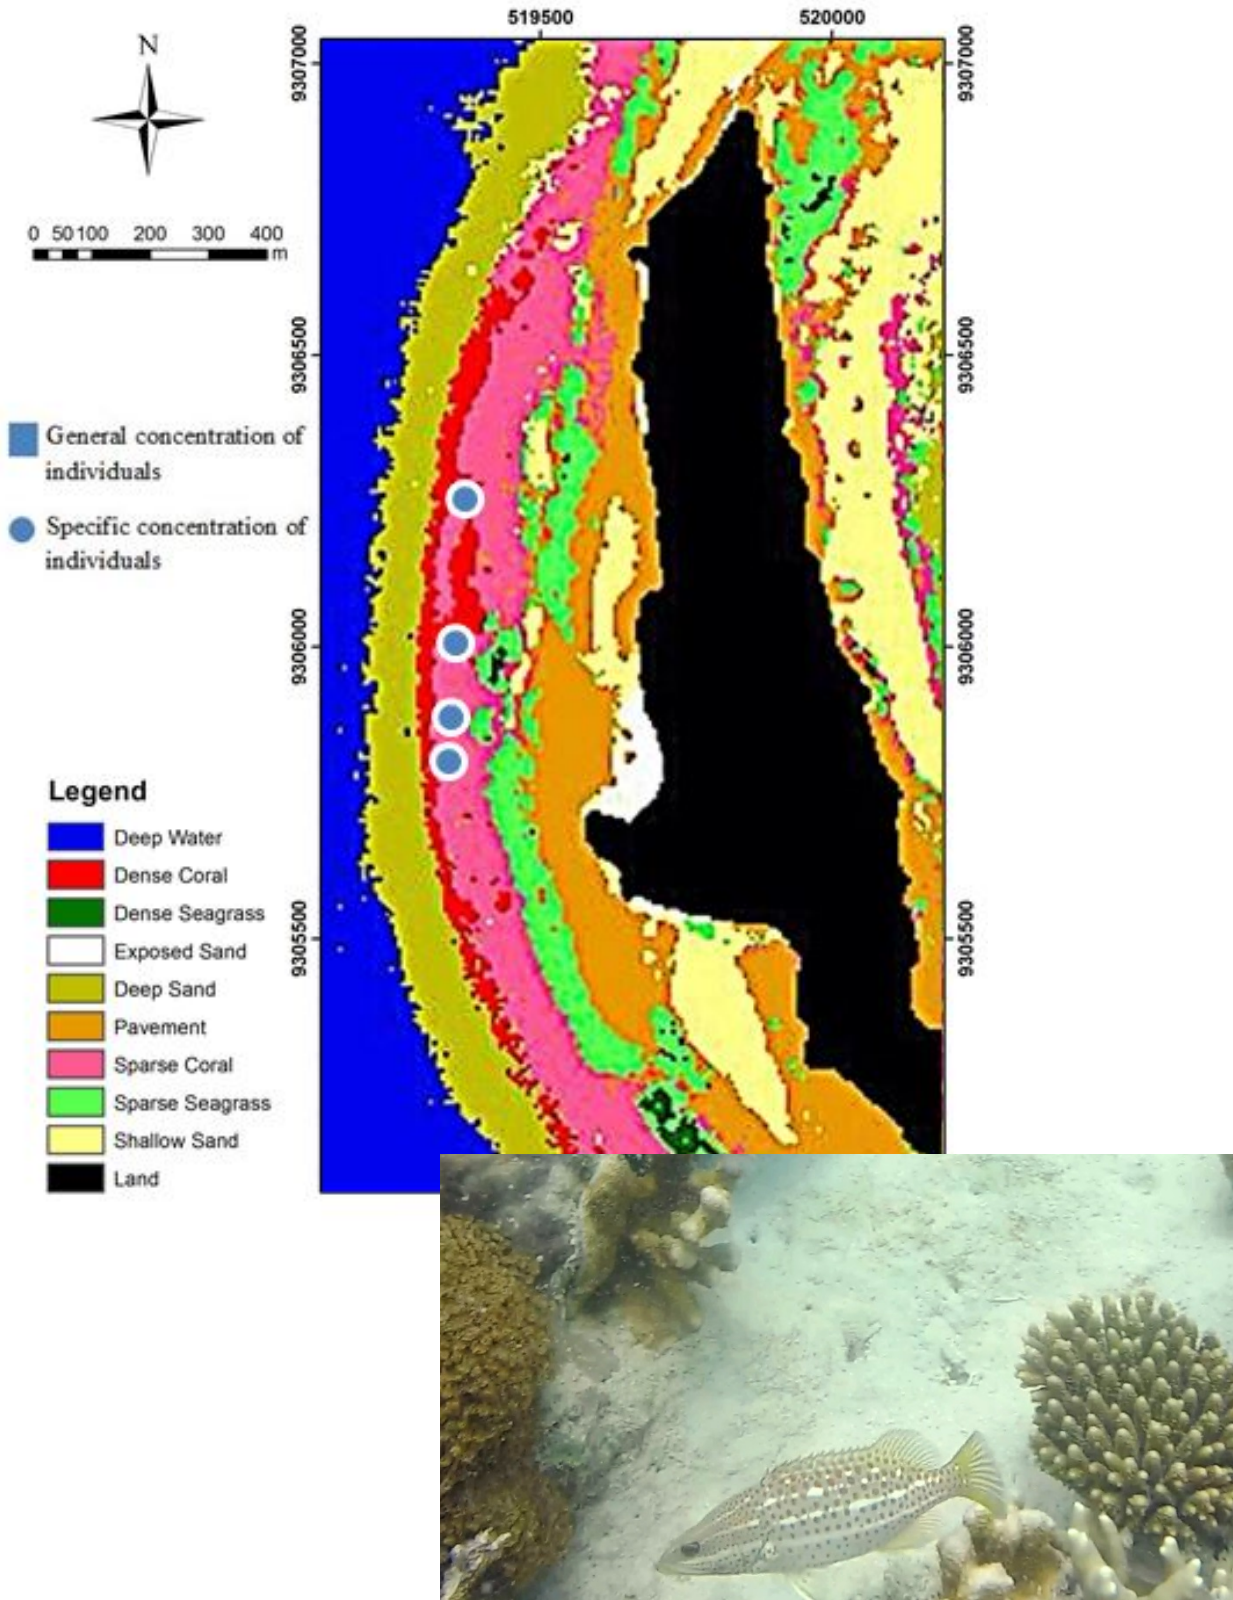 519500 520000
N
9307000 9307000
0 50 100 200 300 400
m
9306500 9306500
General concentration of
individuals
Specific concentration of
individuals
9306000 9306000
Legend
Deep Water
Dense Coral
Dense Seagrass
9305500 9305500
Exposed Sand
Deep Sand
Pavement
Sparse Coral
Sparse Seagrass
Shallow Sand
Land